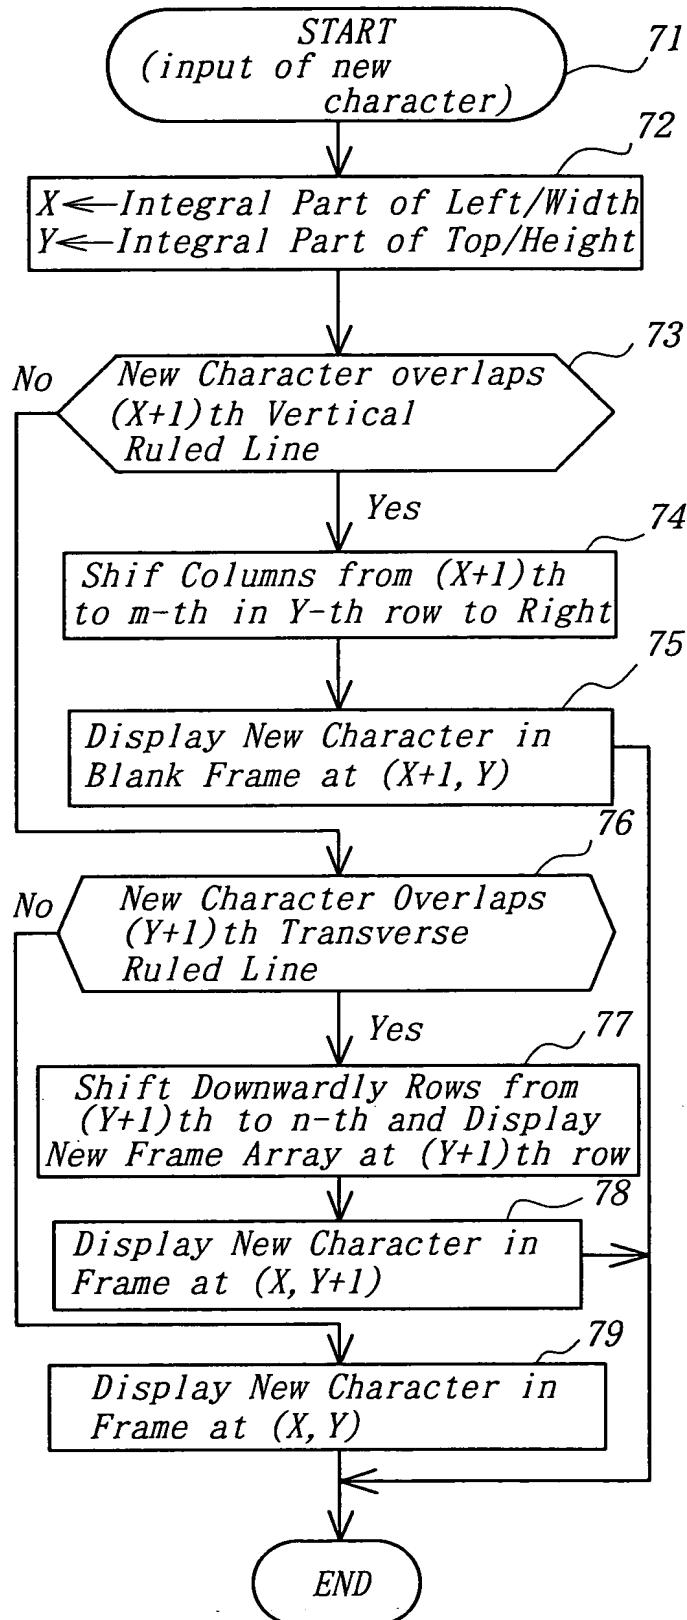 START
(input of new
character)
71
72
X←Integral Part of Left/Width
Y←Integral Part of Top/Height
73
No
New Character overlaps
(X+1)th Vertical
Ruled Line
Yes
74
Shif Columns from (X+1)th
to m-th in Y-th row to Right
75
Display New Character in
Blank Frame at (X+1,Y)
76
No
New Character Overlaps
(Y+1)th Transverse
Ruled Line
Yes
77
Shift Downwardly Rows from
(Y+1)th to n-th and Display
New Frame Array at (Y+1)th row
78
Display New Character in
Frame at (X,Y+1)
79
Display New Character in
Frame at (X,Y)
END